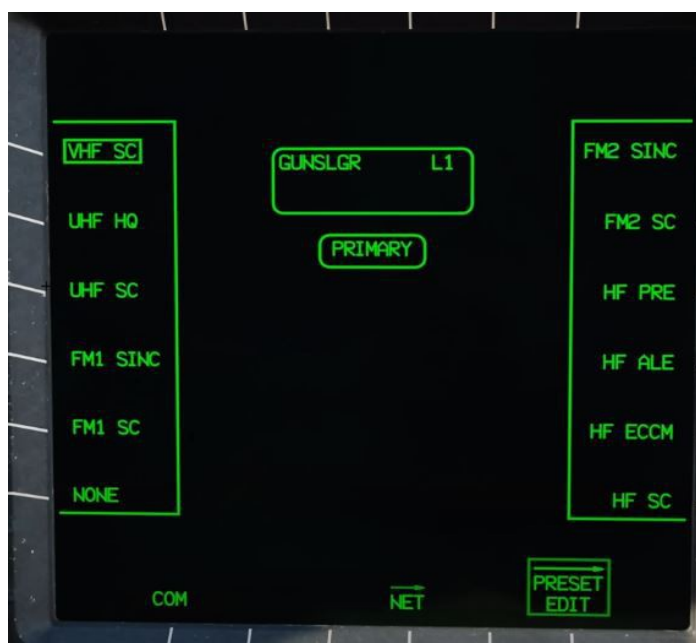 VHF SC
UHF HQ
UHF SC
FM1 SINC
FM1 SC
NONE
GUNSLGR L1
PRIMARY
FM2 SINC
FM2 SC
HF PRE
HF ALE
HF ECCM
HF SC
COM
NET
PRESET
EDIT